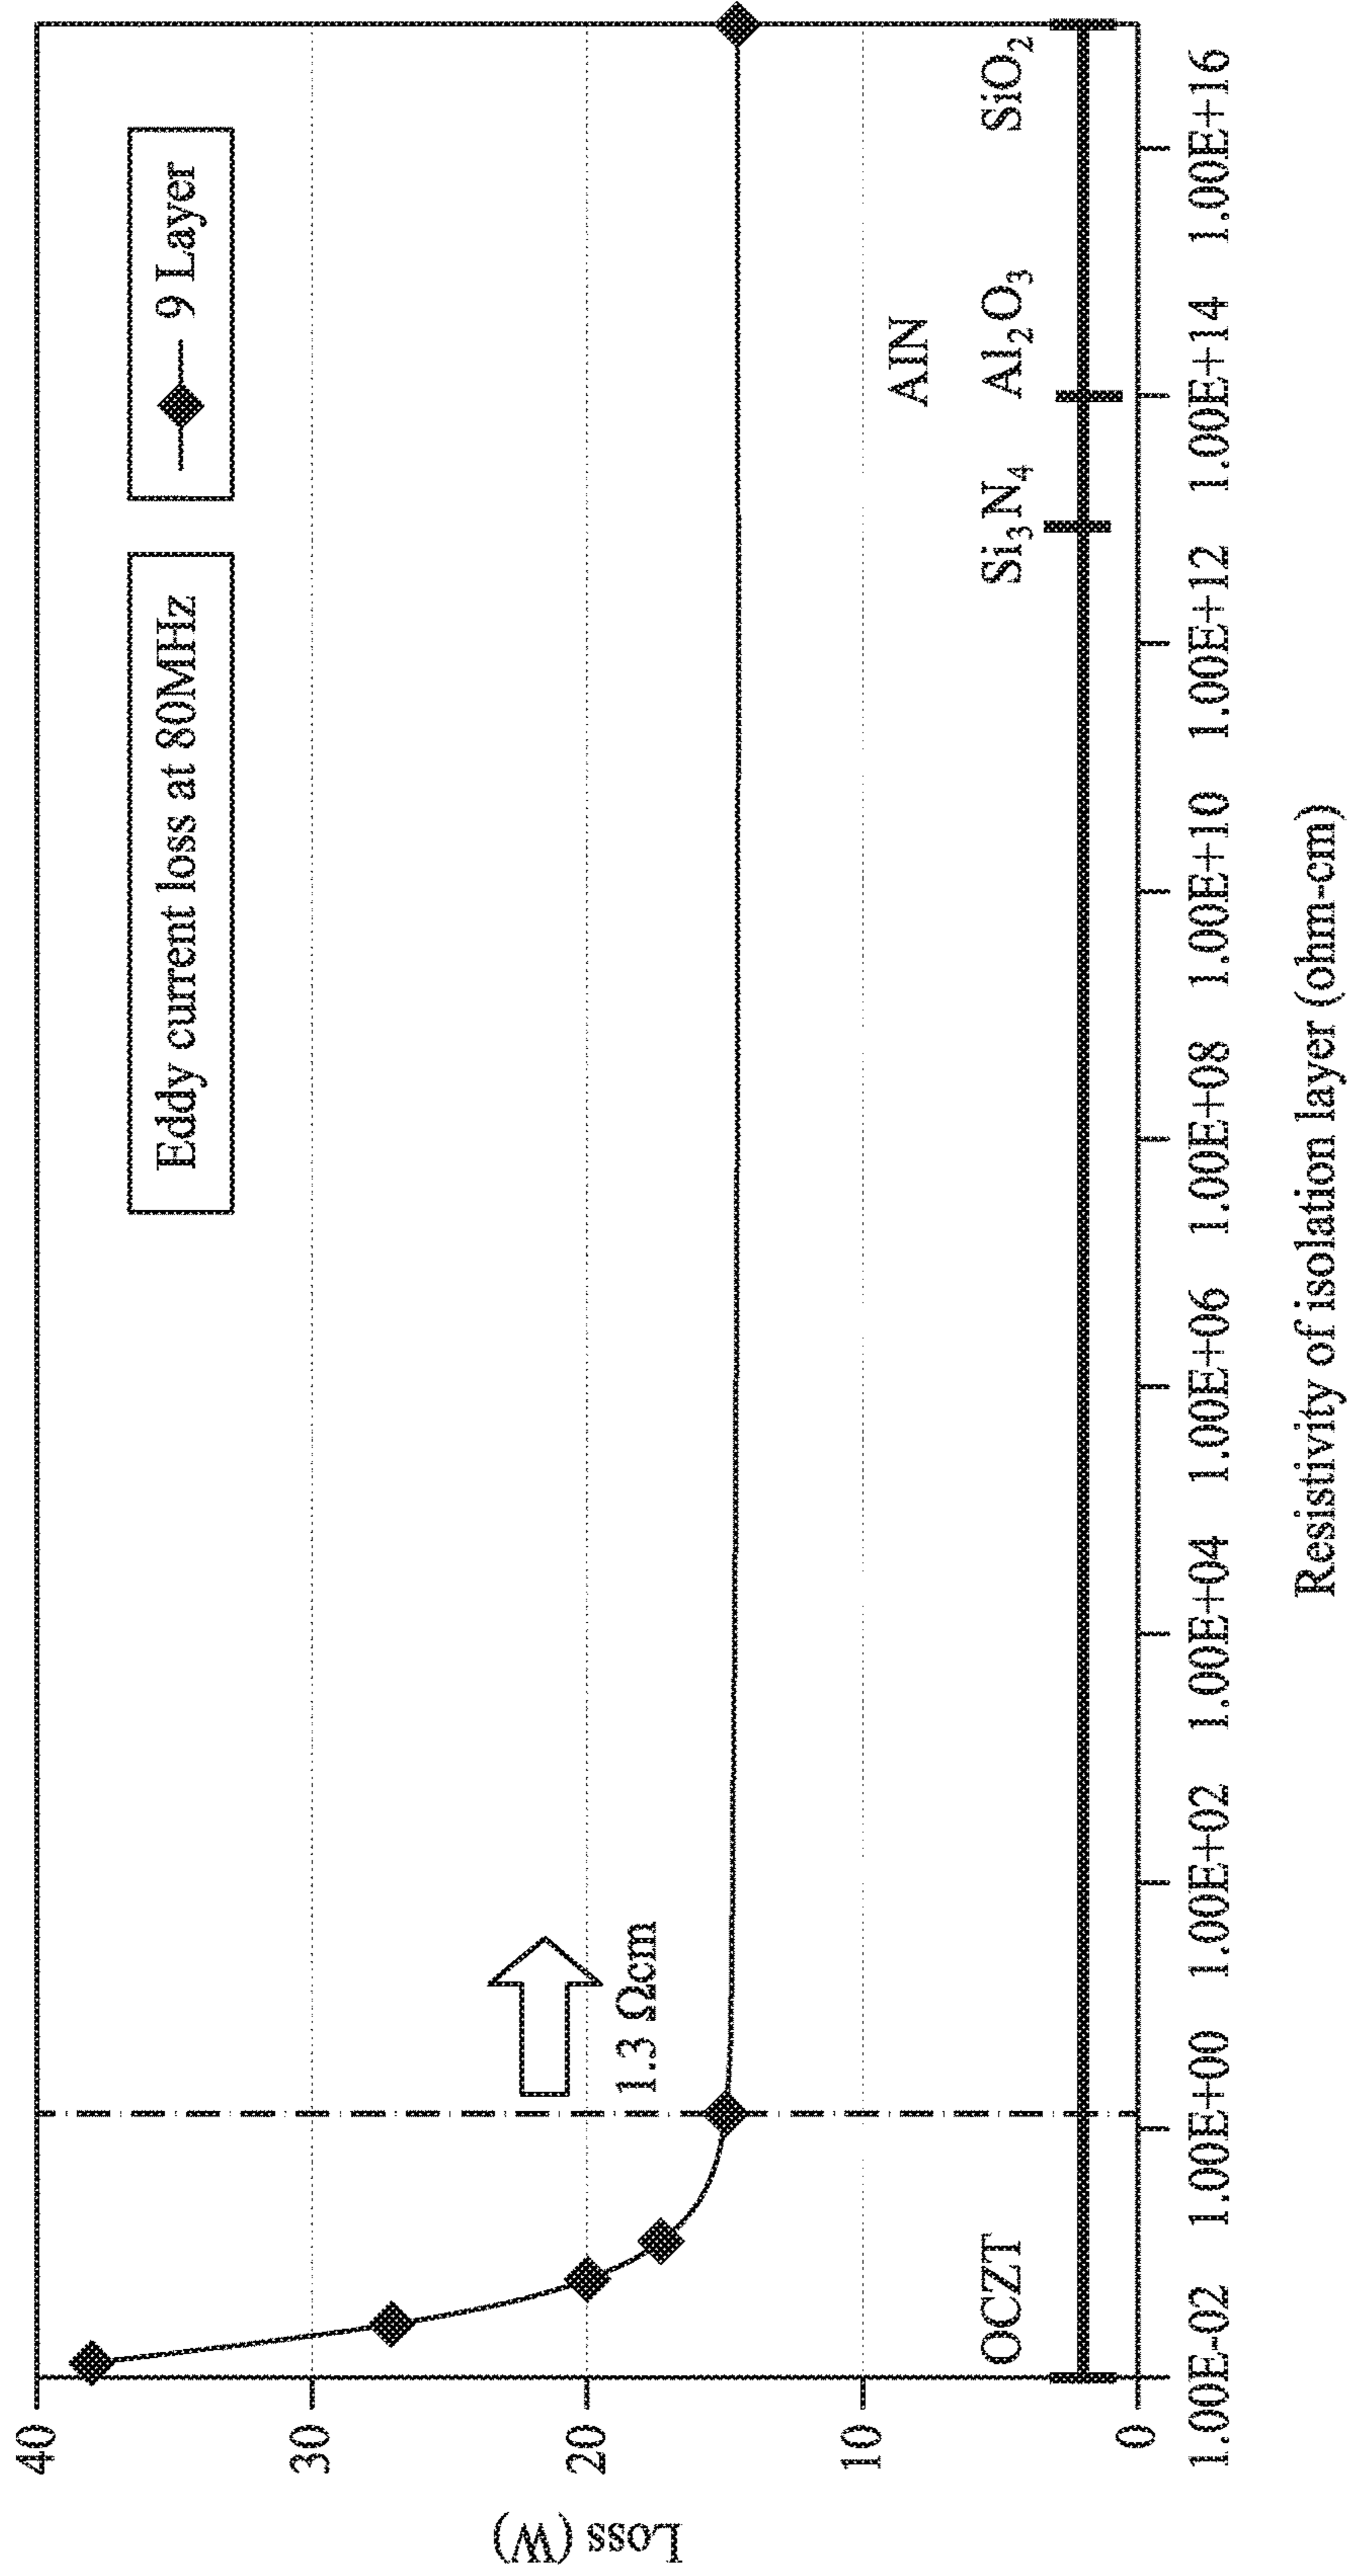 Eddy current loss at 80MHz
9 Layer
40
30
20
10
0
Loss (W)
1.3 Ωcm
OCZT
Si₃N₄
AlN
Al₂O₃
SiO₂
1.00E-02 1.00E+00 1.00E+02 1.00E+04 1.00E+06 1.00E+08 1.00E+10 1.00E+12 1.00E+14 1.00E+16
Resistivity of isolation layer (ohm-cm)